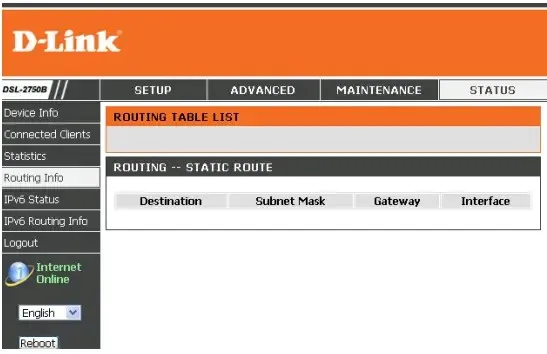 D-Link
DSL-2750B
SETUP
ADVANCED
MAINTENANCE
STATUS
Device Info
Connected Clients
Statistics
Routing Info
IPv6 Status
IPv6 Routing Info
Logout
Internet
Online
English
Reboot
ROUTING TABLE LIST
ROUTING -- STATIC ROUTE
Destination Subnet Mask Gateway Interface